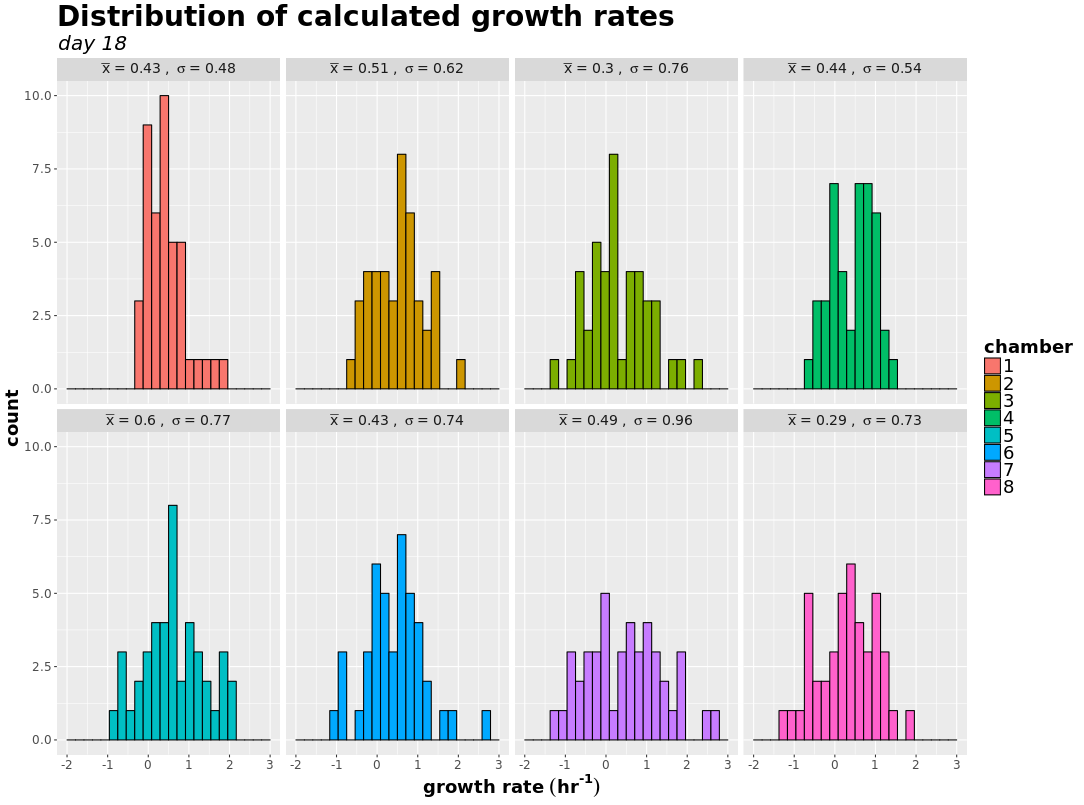 Distribution of calculated growth rates
day 18
x̅ = 0.43 , σ = 0.48
x̅ = 0.51 , σ = 0.62
x̅ = 0.3 , σ = 0.76
x̅ = 0.44 , σ = 0.54
10.0
7.5
5.0
2.5
0.0
x̅ = 0.6 , σ = 0.77
x̅ = 0.43 , σ = 0.74
x̅ = 0.49 , σ = 0.96
x̅ = 0.29 , σ = 0.73
10.0
7.5
5.0
2.5
0.0
-2 -1 0 1 2 3
-2 -1 0 1 2 3
-2 -1 0 1 2 3
-2 -1 0 1 2 3
count
growth rate (hr⁻¹)
chamber
1
2
3
4
5
6
7
8